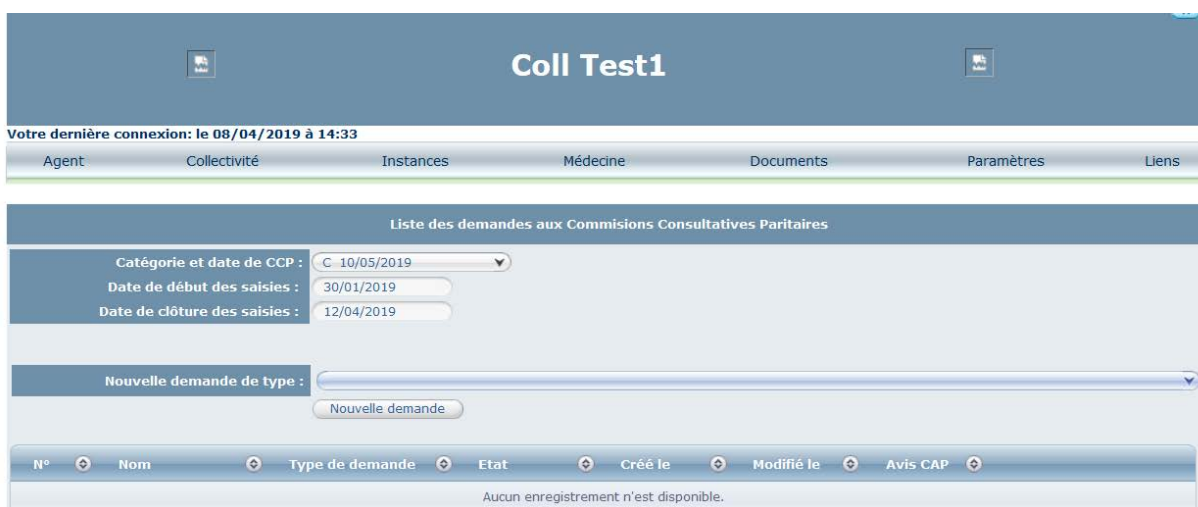 Coll Test1
Votre dernière connexion: le 08/04/2019 à 14:33
Agent Collectivité Instances Médecine Documents Paramètres Liens
Liste des demandes aux Commisions Consultatives Paritaires
Catégorie et date de CCP : C 10/05/2019
Date de début des saisies : 30/01/2019
Date de clôture des saisies : 12/04/2019
Nouvelle demande de type :
Nouvelle demande
N° Nom Type de demande Etat Créé le Modifié le Avis CAP
Aucun enregistrement n'est disponible.